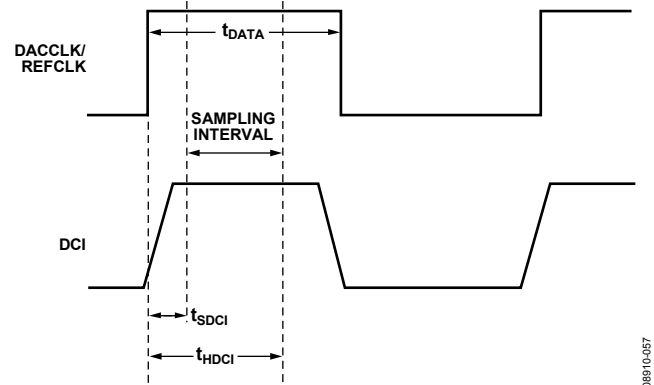 DACCLK/
REFCLK
tDATA
SAMPLING
INTERVAL
DCI
tSDCI
tHDCI
08910-057